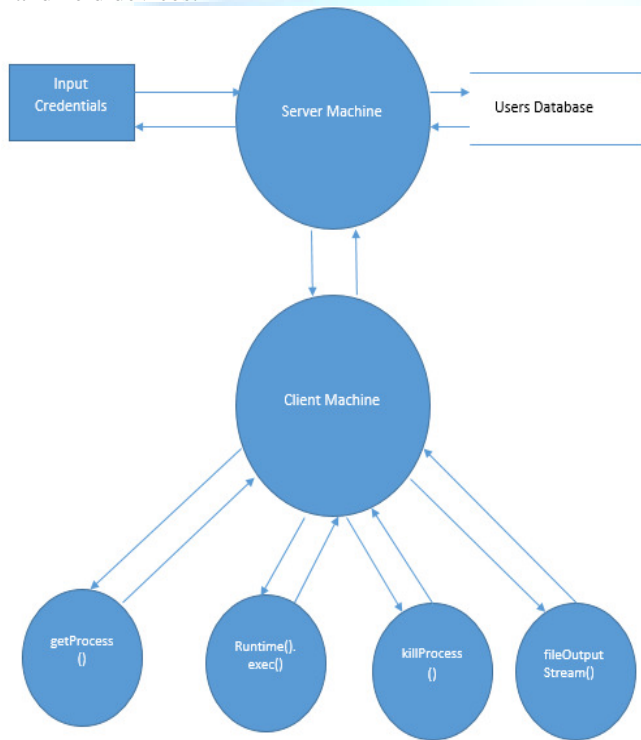 Input
Credentials
Server Machine
Users Database
Client Machine
getProcess
()
Runtime().
exec()
killProcess
()
fileOutput
Stream()